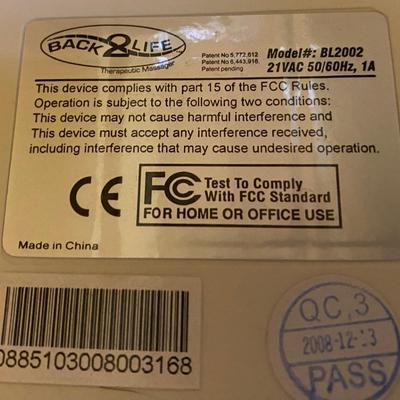 BACK2LIFE
Therapeutic Massager
Patent No 5,772,612
Patent No 6,443,916
Patent pending
Model#: BL2002
21VAC 50/60Hz, 1A
This device complies with part 15 of the FCC Rules.
Operation is subject to the following two conditions:
This device may not cause harmful interference and
This device must accept any interference received,
including interference that may cause undesired operation.
CE
FC Test To Comply
With FCC Standard
FOR HOME OR OFFICE USE
Made in China
0885103008003168
QC,3
2008-12-13
PASS